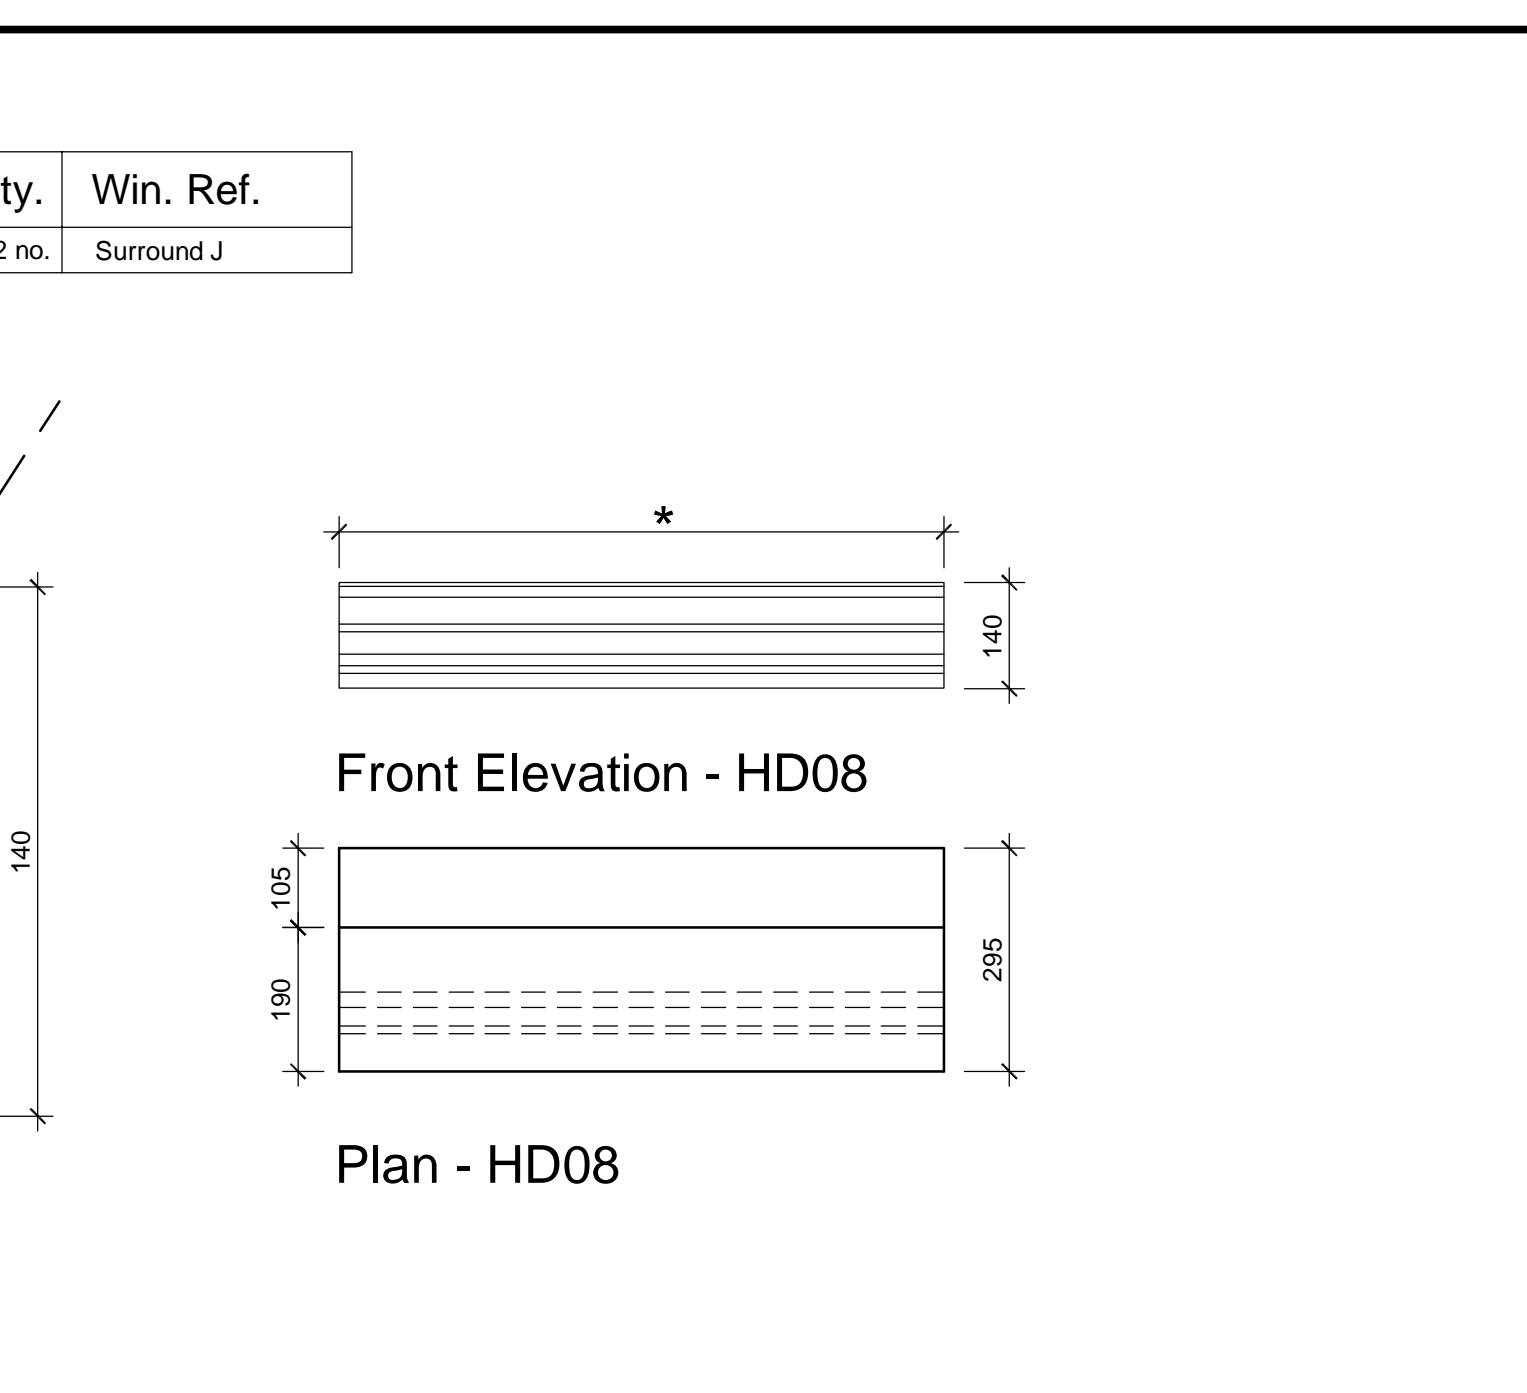 ty. Win. Ref.
2 no. Surround J
*
140
140
Front Elevation - HD08
105
190
295
Plan - HD08